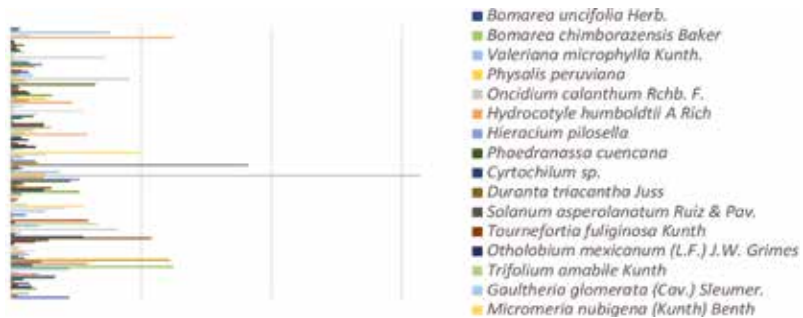 Bomarea uncifolia Herb.
Bomarea chimborazensis Baker
Valeriana microphylla Kunth.
Physalis peruviana
Oncidium calanthum Rchb. F.
Hydrocotyle humboldtii A Rich
Hieracium pilosella
Phaedranassa cuencana
Cyrtochilum sp.
Duranta triacantha Juss
Solanum asperolanatum Ruiz & Pav.
Tournefortia fuliginosa Kunth
Otholobium mexicanum (L.F.) J.W. Grimes
Trifolium amabile Kunth
Gaultheria glomerata (Cav.) Sleumer.
Micromeria nubigena (Kunth) Benth